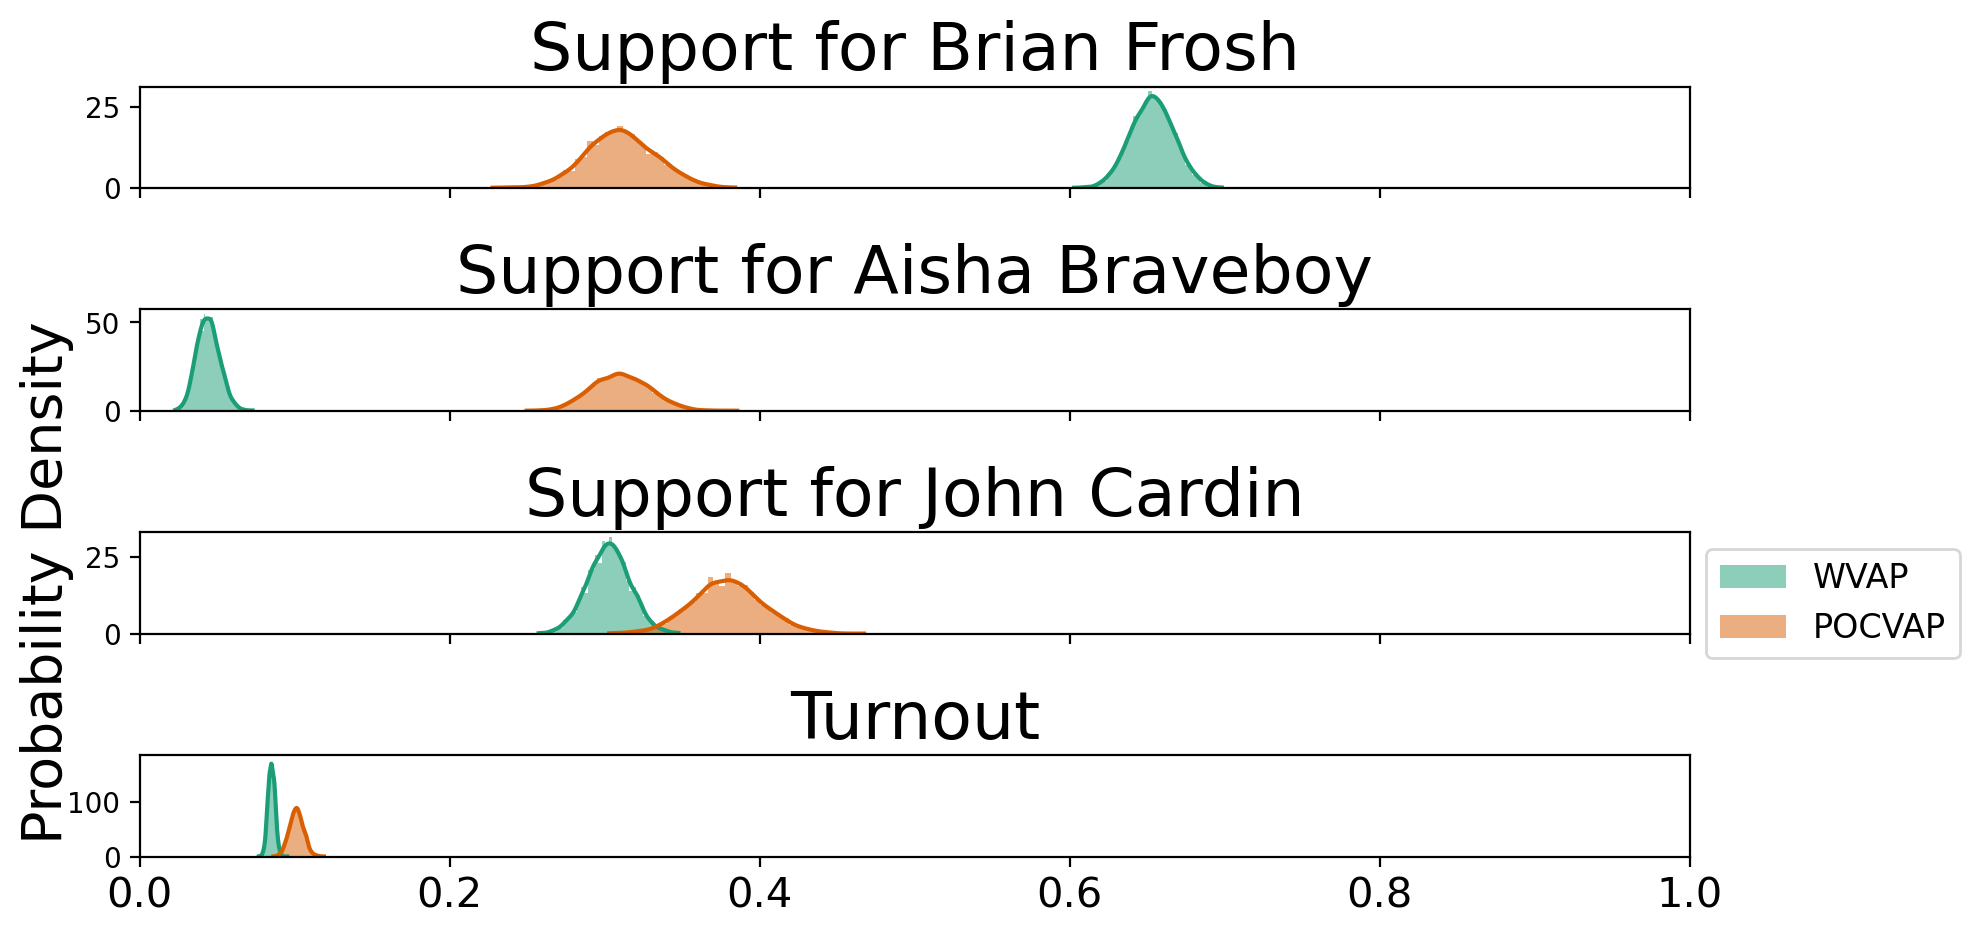 Support for Brian Frosh
25
0
Support for Aisha Braveboy
50
0
Support for John Cardin
25
0
Turnout
100
0
0.0 0.2 0.4 0.6 0.8 1.0
Probability Density
WVAP
POCVAP